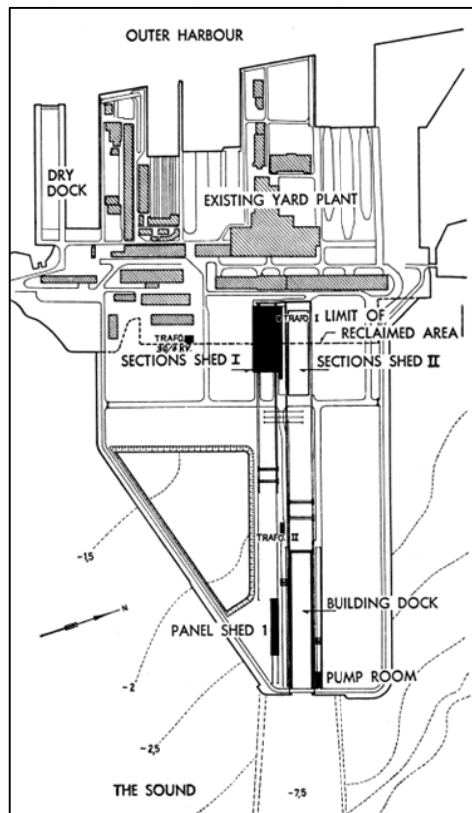 OUTER HARBOUR
DRY
DOCK
EXISTING YARD PLANT
TRAFO. I
LIMIT OF
RECLAIMED AREA
TRAFO.
SECTIONS SHED I
SECTIONS SHED II
-1,5
TRAFO. II
N
BUILDING DOCK
PANEL SHED 1
PUMP ROOM
-2
-2,5
THE SOUND
-7,5